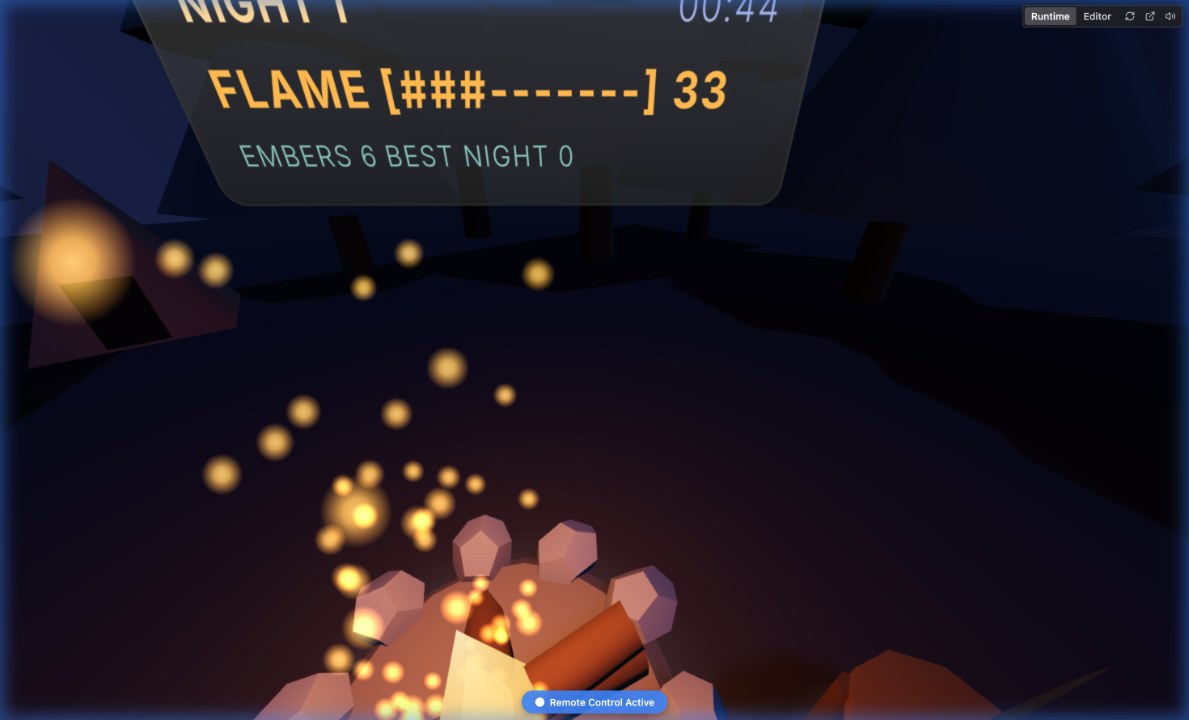 NIGHT 1 00:44
Runtime Editor
FLAME [###-------] 33
EMBERS 6 BEST NIGHT 0
Remote Control Active